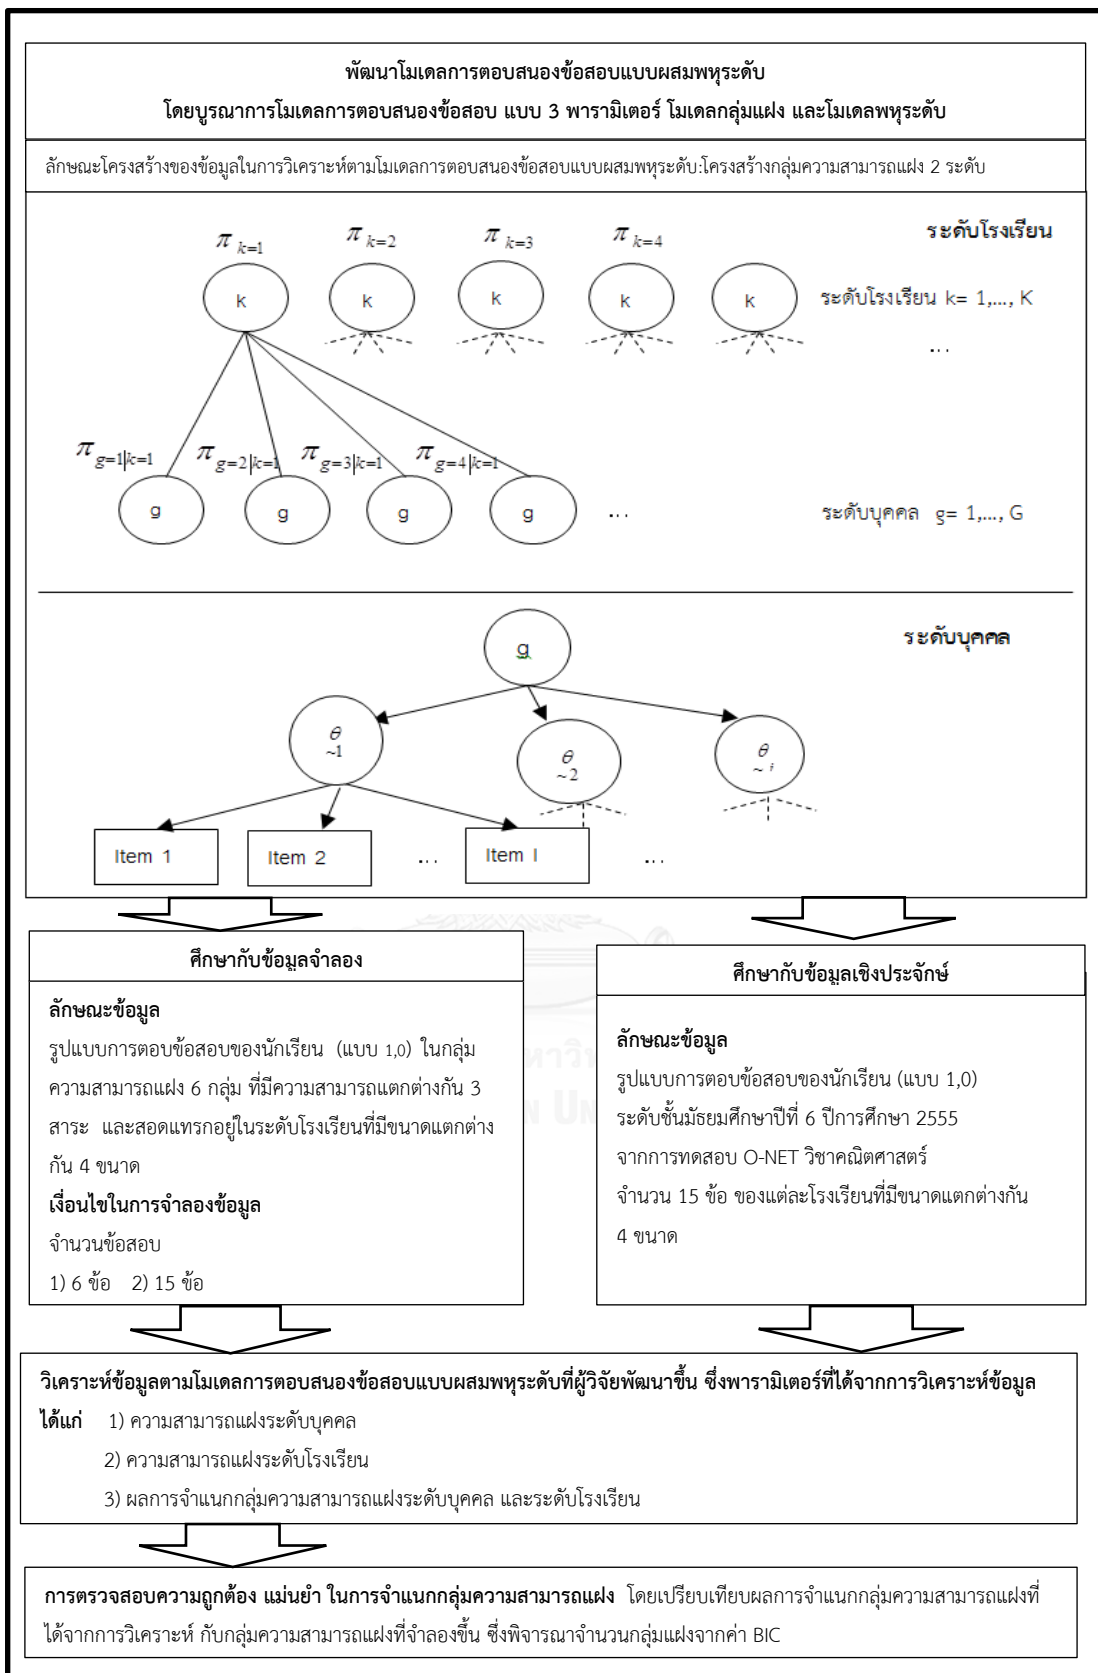 พัฒนาโมเดลการตอบสนองข้อสอบแบบผสมพหุระดับ
โดยบูรณาการโมเดลการตอบสนองข้อสอบ แบบ 3 พารามิเตอร์ โมเดลกลุ่มแฝง และโมเดลพหุระดับ
ลักษณะโครงสร้างของข้อมูลในการวิเคราะห์ตามโมเดลการตอบสนองข้อสอบแบบผสมพหุระดับ:โครงสร้างกลุ่มความสามารถแฝง 2 ระดับ
ระดับโรงเรียน
π k=1 π k=2 π k=3 π k=4
k k k k k ระดับโรงเรียน k= 1,..., K
...
π g=1|k=1 π g=2|k=1 π g=3|k=1 π g=4|k=1
g g g g ... ระดับบุคคล g= 1,..., G
ระดับบุคคล
g
θ ~1 θ ~2 θ ~i
Item 1 Item 2 ... Item I ...
ศึกษากับข้อมูลจำลอง
ลักษณะข้อมูล
รูปแบบการตอบข้อสอบของนักเรียน (แบบ 1,0) ในกลุ่ม
ความสามารถแฝง 6 กลุ่ม ที่มีความสามารถแตกต่างกัน 3
สาระ และสอดแทรกอยู่ในระดับโรงเรียนที่มีขนาดแตกต่าง
กัน 4 ขนาด
เงื่อนไขในการจำลองข้อมูล
จำนวนข้อสอบ
1) 6 ข้อ 2) 15 ข้อ
ศึกษากับข้อมูลเชิงประจักษ์
ลักษณะข้อมูล
รูปแบบการตอบข้อสอบของนักเรียน (แบบ 1,0)
ระดับชั้นมัธยมศึกษาปีที่ 6 ปีการศึกษา 2555
จากการทดสอบ O-NET วิชาคณิตศาสตร์
จำนวน 15 ข้อ ของแต่ละโรงเรียนที่มีขนาดแตกต่างกัน
4 ขนาด
วิเคราะห์ข้อมูลตามโมเดลการตอบสนองข้อสอบแบบผสมพหุระดับที่ผู้วิจัยพัฒนาขึ้น ซึ่งพารามิเตอร์ที่ได้จากการวิเคราะห์ข้อมูล
ได้แก่ 1) ความสามารถแฝงระดับบุคคล
2) ความสามารถแฝงระดับโรงเรียน
3) ผลการจำแนกกลุ่มความสามารถแฝงระดับบุคคล และระดับโรงเรียน
การตรวจสอบความถูกต้อง แม่นยำ ในการจำแนกกลุ่มความสามารถแฝง โดยเปรียบเทียบผลการจำแนกกลุ่มความสามารถแฝงที่
ได้จากการวิเคราะห์ กับกลุ่มความสามารถแฝงที่จำลองขึ้น ซึ่งพิจารณาจำนวนกลุ่มแฝงจากค่า BIC